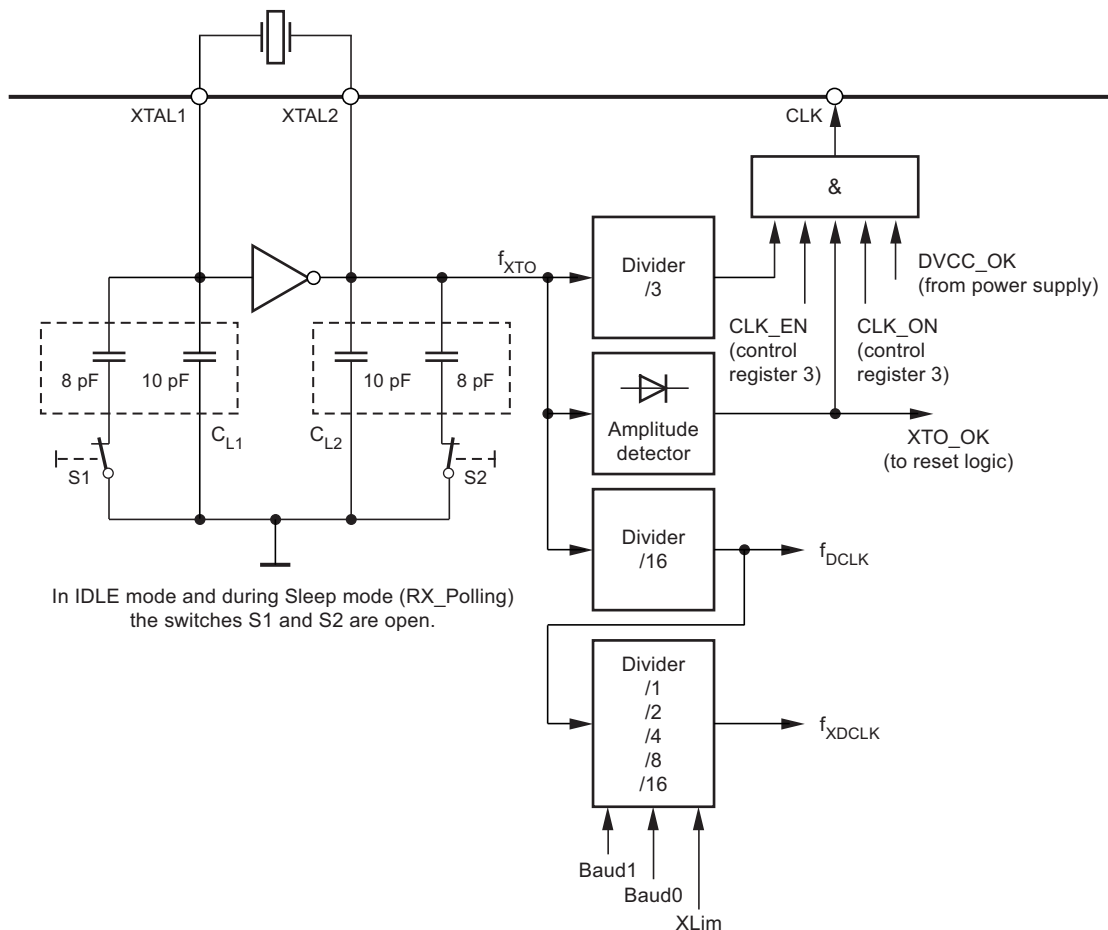 XTAL1
XTAL2
CLK
&
DVCC_OK
(from power supply)
CLK_EN
(control
register 3)
CLK_ON
(control
register 3)
fXTO
Divider
/3
8 pF
10 pF
10 pF
8 pF
CL1
CL2
S1
S2
Amplitude
detector
XTO_OK
(to reset logic)
Divider
/16
fDCLK
In IDLE mode and during Sleep mode (RX_Polling)
the switches S1 and S2 are open.
Divider
/1
/2
/4
/8
/16
fXDCLK
Baud1
Baud0
XLim